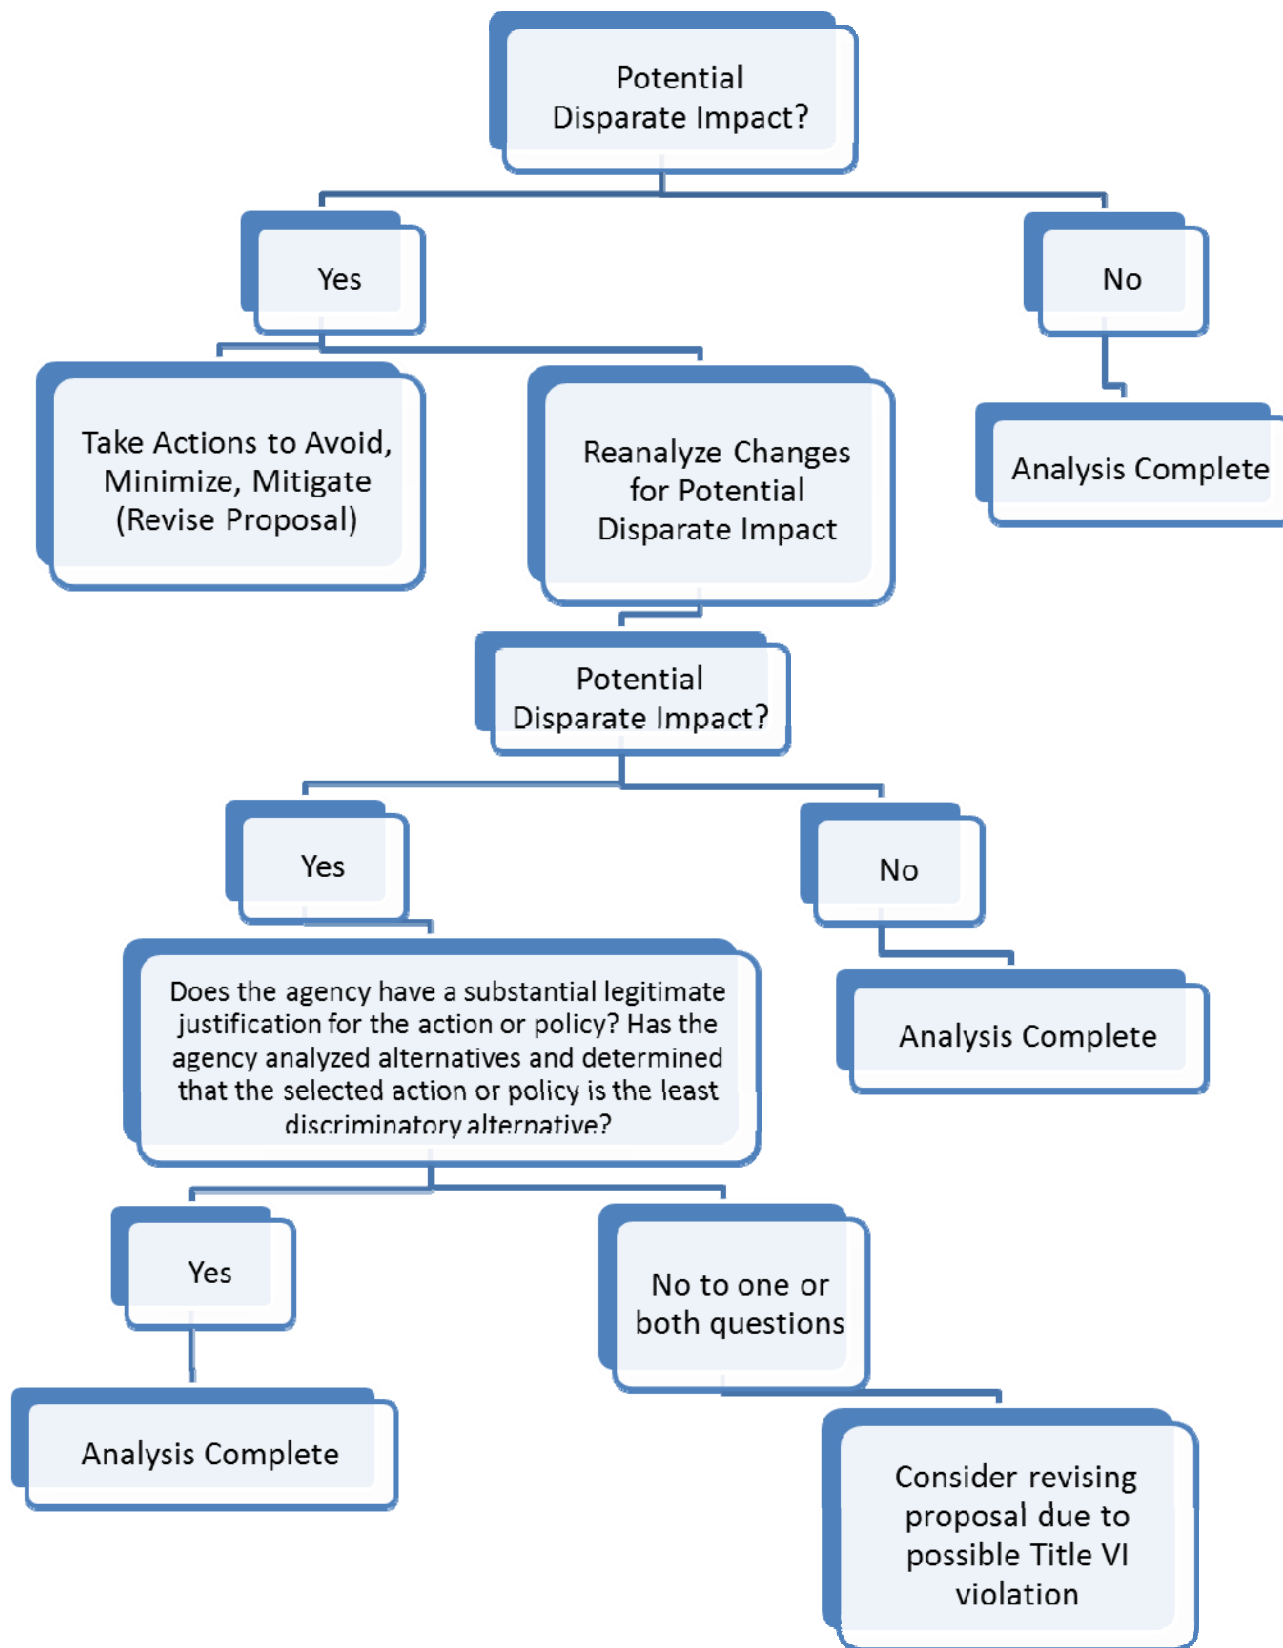 Potential
Disparate Impact?
Yes
No
Take Actions to Avoid,
Minimize, Mitigate
(Revise Proposal)
Reanalyze Changes
for Potential
Disparate Impact
Analysis Complete
Potential
Disparate Impact?
Yes
No
Does the agency have a substantial legitimate
justification for the action or policy? Has the
agency analyzed alternatives and determined
that the selected action or policy is the least
discriminatory alternative?
Analysis Complete
Yes
No to one or
both questions
Analysis Complete
Consider revising
proposal due to
possible Title VI
violation